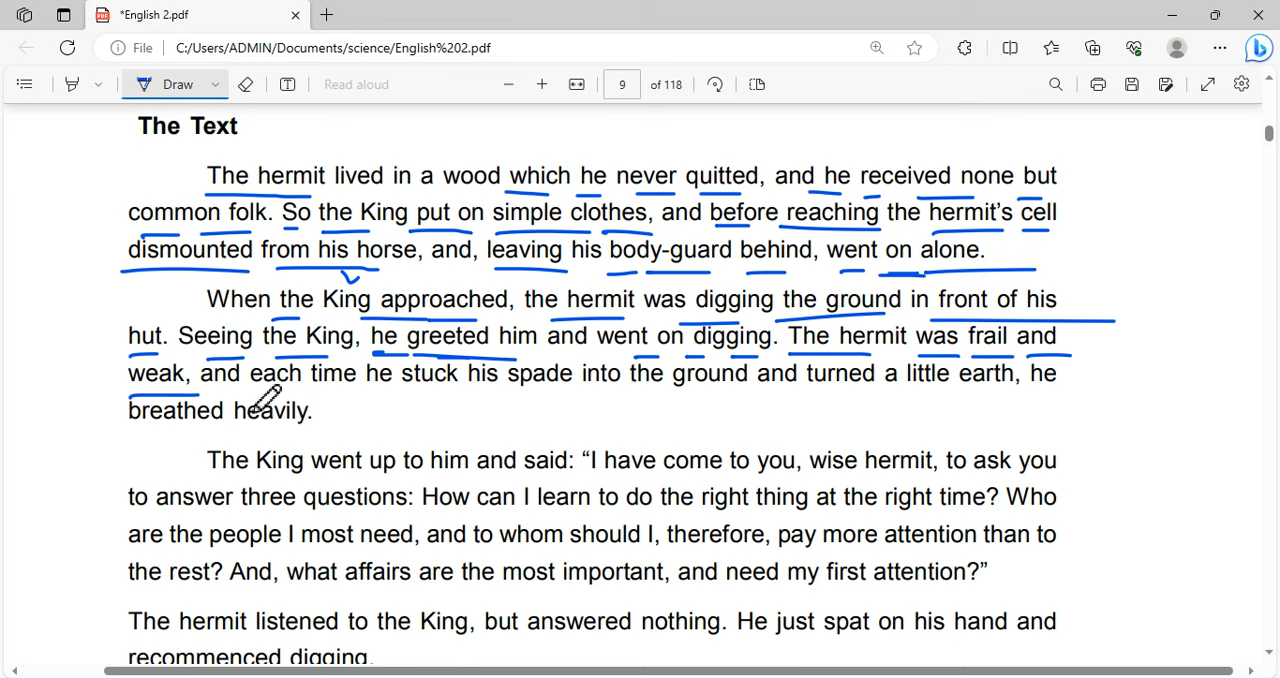 *English 2.pdf
File C:/Users/ADMIN/Documents/science/English%202.pdf
Draw Read aloud 9 of 118
The Text
The hermit lived in a wood which he never quitted, and he received none but
common folk. So the King put on simple clothes, and before reaching the hermit's cell
dismounted from his horse, and, leaving his body-guard behind, went on alone.
When the King approached, the hermit was digging the ground in front of his
hut. Seeing the King, he greeted him and went on digging. The hermit was frail and
weak, and each time he stuck his spade into the ground and turned a little earth, he
breathed heavily.
The King went up to him and said: “I have come to you, wise hermit, to ask you
to answer three questions: How can I learn to do the right thing at the right time? Who
are the people I most need, and to whom should I, therefore, pay more attention than to
the rest? And, what affairs are the most important, and need my first attention?”
The hermit listened to the King, but answered nothing. He just spat on his hand and
recommenced digging.